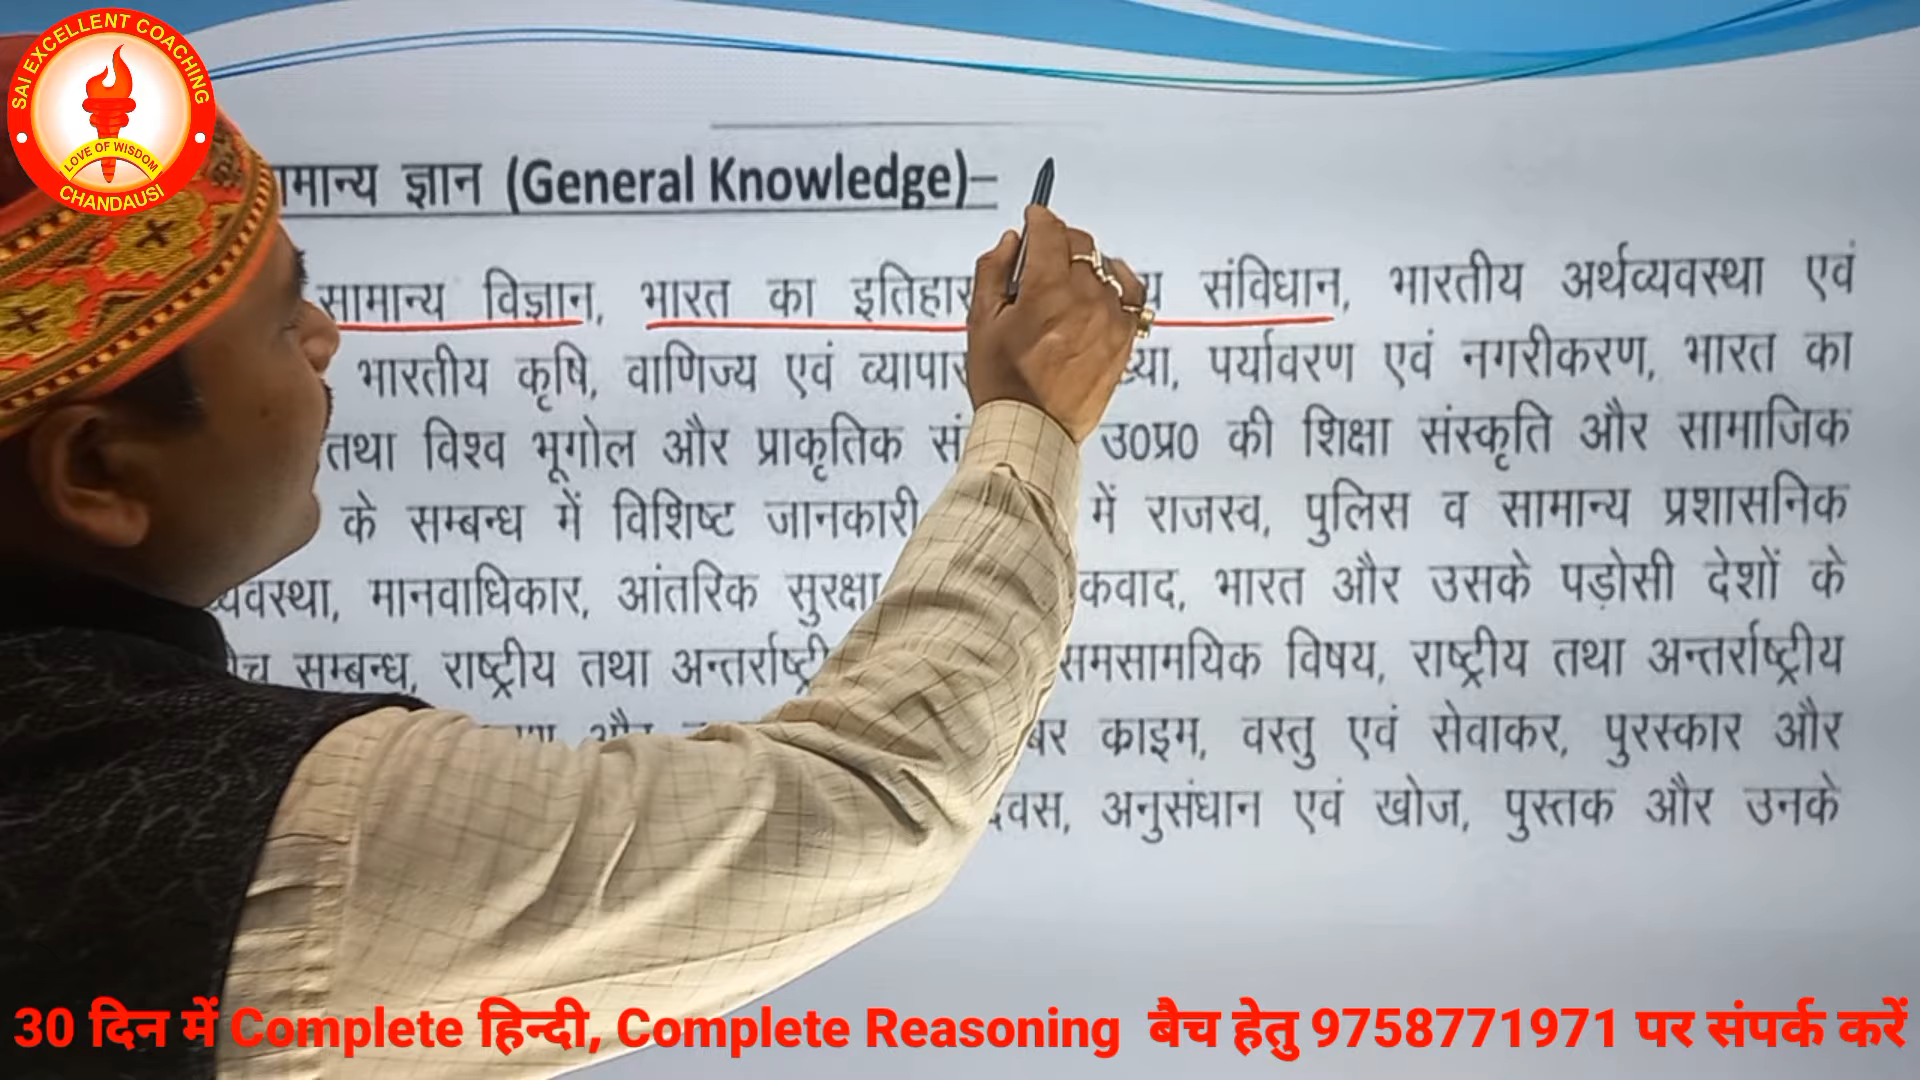 SAI EXCELLENT COACHING
LOVE OF WISDOM
CHANDAUSI
ज्ञान (General Knowledge)–
सामान्य विज्ञान, भारत का संविधान, भारतीय अर्थव्यवस्था एवं
भारतीय कृषि, वाणिज्य एवं पर्यावरण एवं नगरीकरण, भारत का
तथा विश्व भूगोल और प्राकृतिक उ0प्र0 की शिक्षा संस्कृति और सामाजिक
के सम्बन्ध में विशिष्ट जानकारी में राजस्व, पुलिस व सामान्य प्रशासनिक
मानवाधिकार, आंतरिक सुरक्षा भारत और उसके पड़ोसी देशों के
सम्बन्ध, राष्ट्रीय तथा समसामयिक विषय, राष्ट्रीय तथा अन्तर्राष्ट्रीय
क्राइम, वस्तु एवं सेवाकर, पुरस्कार और
अनुसंधान एवं खोज, पुस्तक और उनके
30 दिन में Complete हिन्दी, Complete Reasoning बैच हेतु 9758771971 पर संपर्क करें